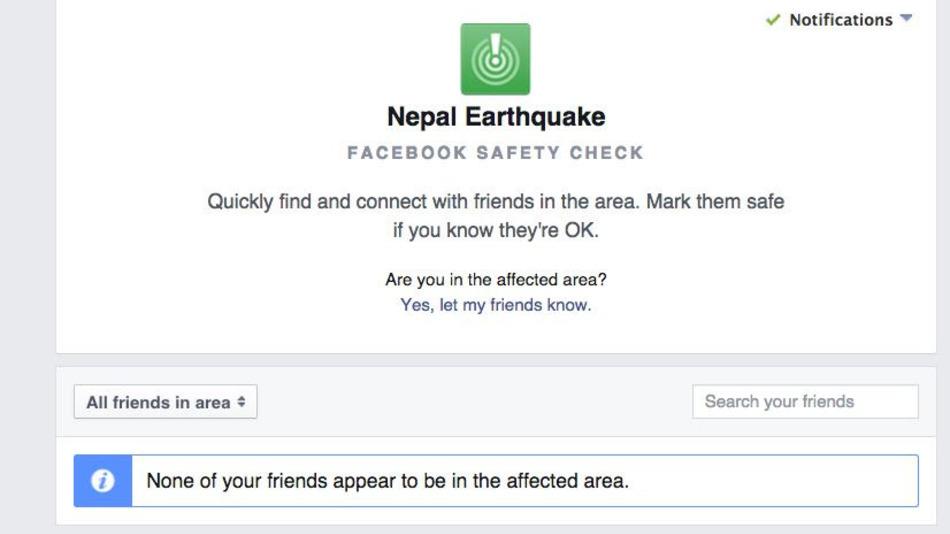 Notifications
Nepal Earthquake
FACEBOOK SAFETY CHECK
Quickly find and connect with friends in the area. Mark them safe
if you know they're OK.
Are you in the affected area?
Yes, let my friends know.
All friends in area
Search your friends
None of your friends appear to be in the affected area.